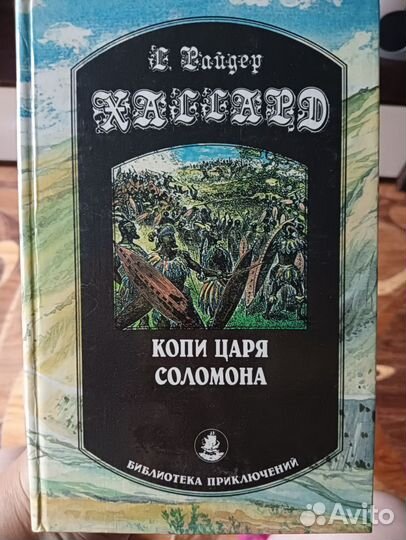 Г. Райдер
ХАГГАРД
КОПИ ЦАРЯ
СОЛОМОНА
БИБЛИОТЕКА ПРИКЛЮЧЕНИЙ
Avito